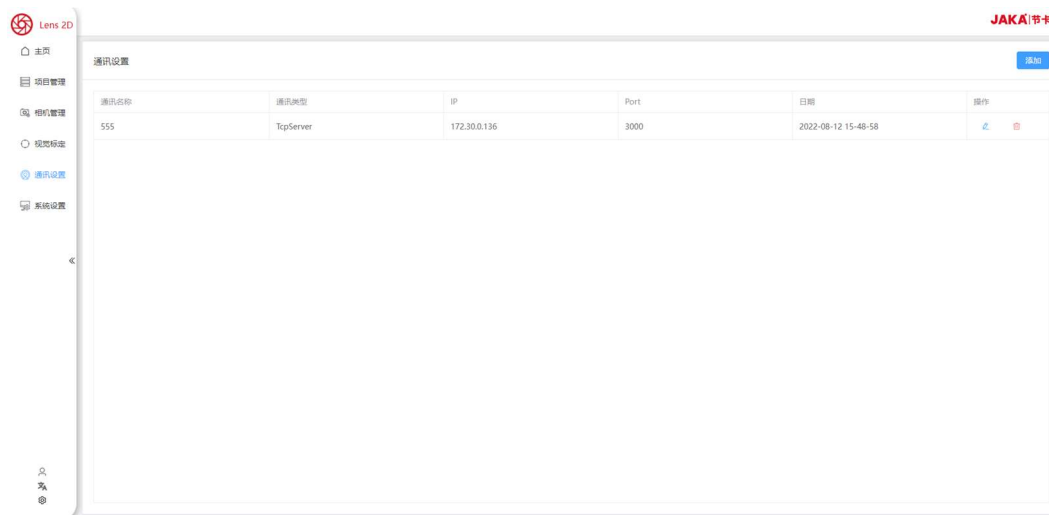 Lens 2D
JAKA 节卡
主页
项目管理
相机管理
视觉标定
通讯设置
系统设置
通讯设置
添加
通讯名称 通讯类型 IP Port 日期 操作
555 TcpServer 172.30.0.136 3000 2022-08-12 15-48-58